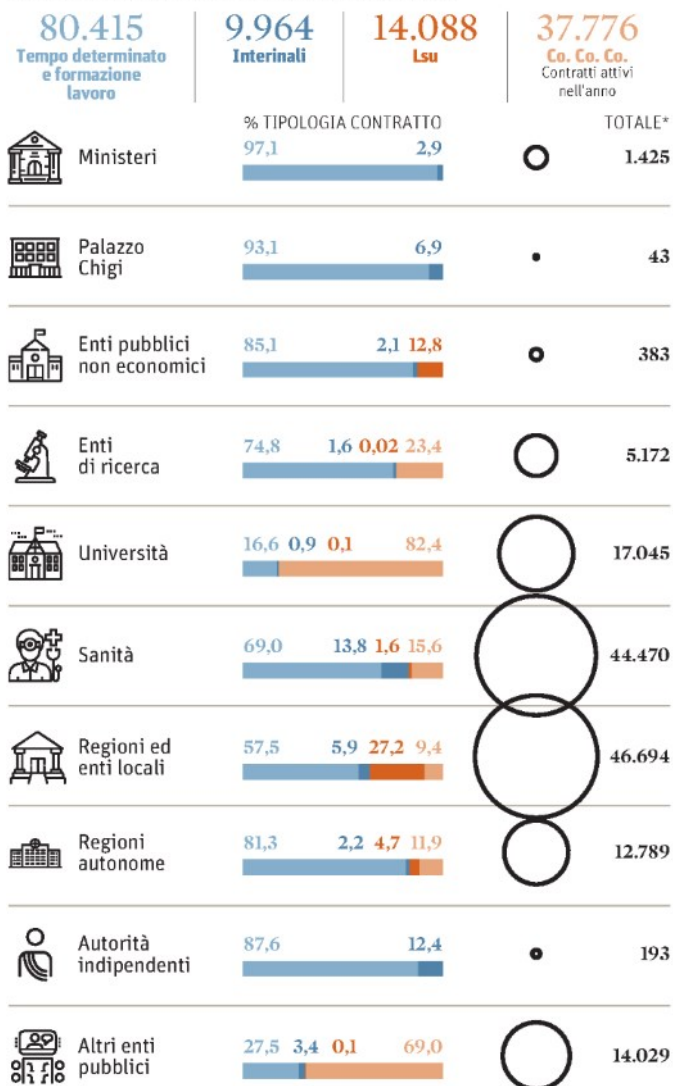 80.415
Tempo determinato
e formazione
lavoro
9.964
Interinali
14.088
Lsu
37.776
Co. Co. Co.
Contratti attivi
nell'anno
% TIPOLOGIA CONTRATTO
TOTALE*
Ministeri
97,1 2,9
1.425
Palazzo
Chigi
93,1 6,9
43
Enti pubblici
non economici
85,1 2,1 12,8
383
Enti
di ricerca
74,8 1,6 0,02 23,4
5.172
Università
16,6 0,9 0,1 82,4
17.045
Sanità
69,0 13,8 1,6 15,6
44.470
Regioni ed
enti locali
57,5 5,9 27,2 9,4
46.694
Regioni
autonome
81,3 2,2 4,7 11,9
12.789
Autorità
indipendenti
87,6 12,4
193
Altri enti
pubblici
27,5 3,4 0,1 69,0
14.029